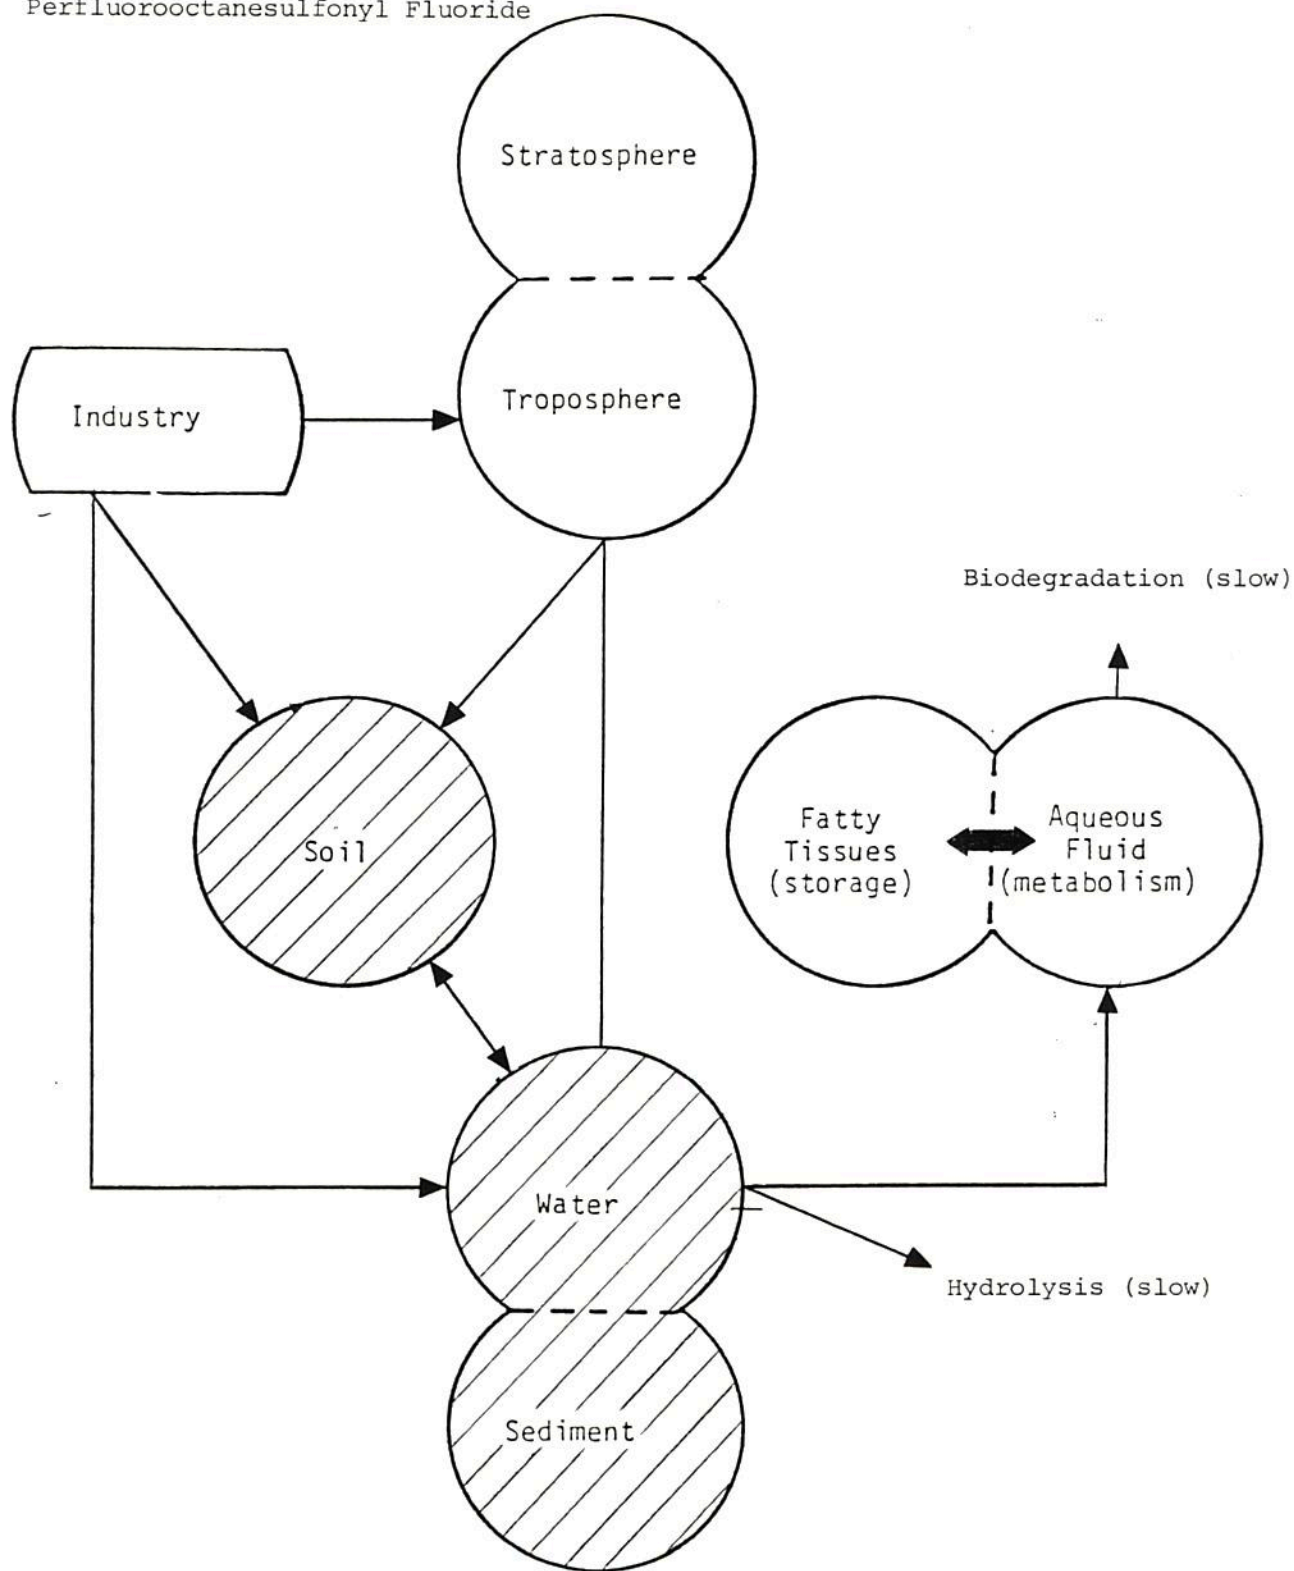 Perfluorooctanesulfonyl Fluoride
Stratosphere
Troposphere
Industry
Biodegradation (slow)
Soil
Fatty
Tissues
(storage)
Aqueous
Fluid
(metabolism)
Water
Hydrolysis (slow)
Sediment